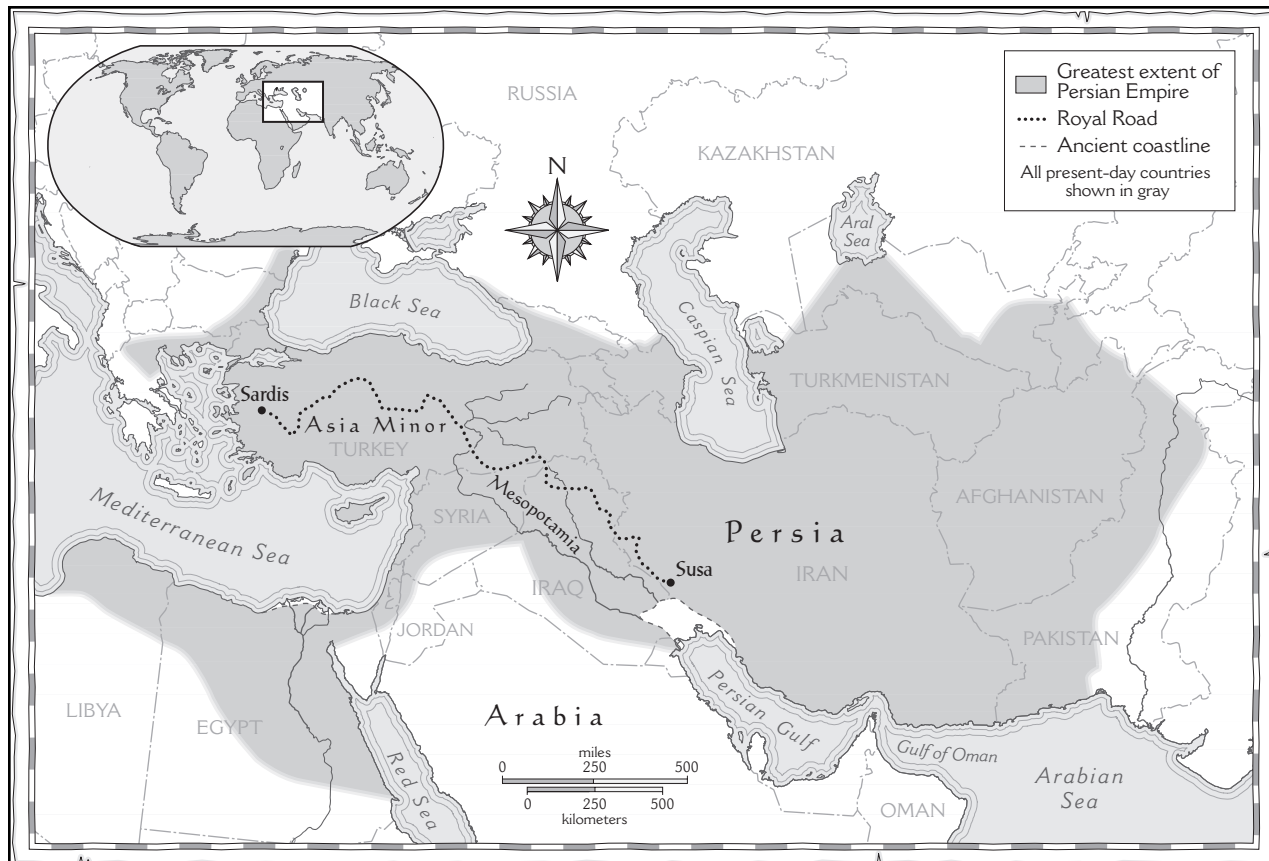 Greatest extent of
Persian Empire
Royal Road
Ancient coastline
All present-day countries
shown in gray
RUSSIA
KAZAKHSTAN
N
Aral
Sea
Black Sea
Caspian
Sea
TURKMENISTAN
Sardis
Asia Minor
TURKEY
Mediterranean Sea
SYRIA
Mesopotamia
AFGHANISTAN
Persia
Susa
IRAN
IRAQ
JORDAN
PAKISTAN
LIBYA
EGYPT
Arabia
Persian Gulf
Red Sea
Gulf of Oman
Arabian
Sea
OMAN
miles
0 250 500
0 250 500
kilometers